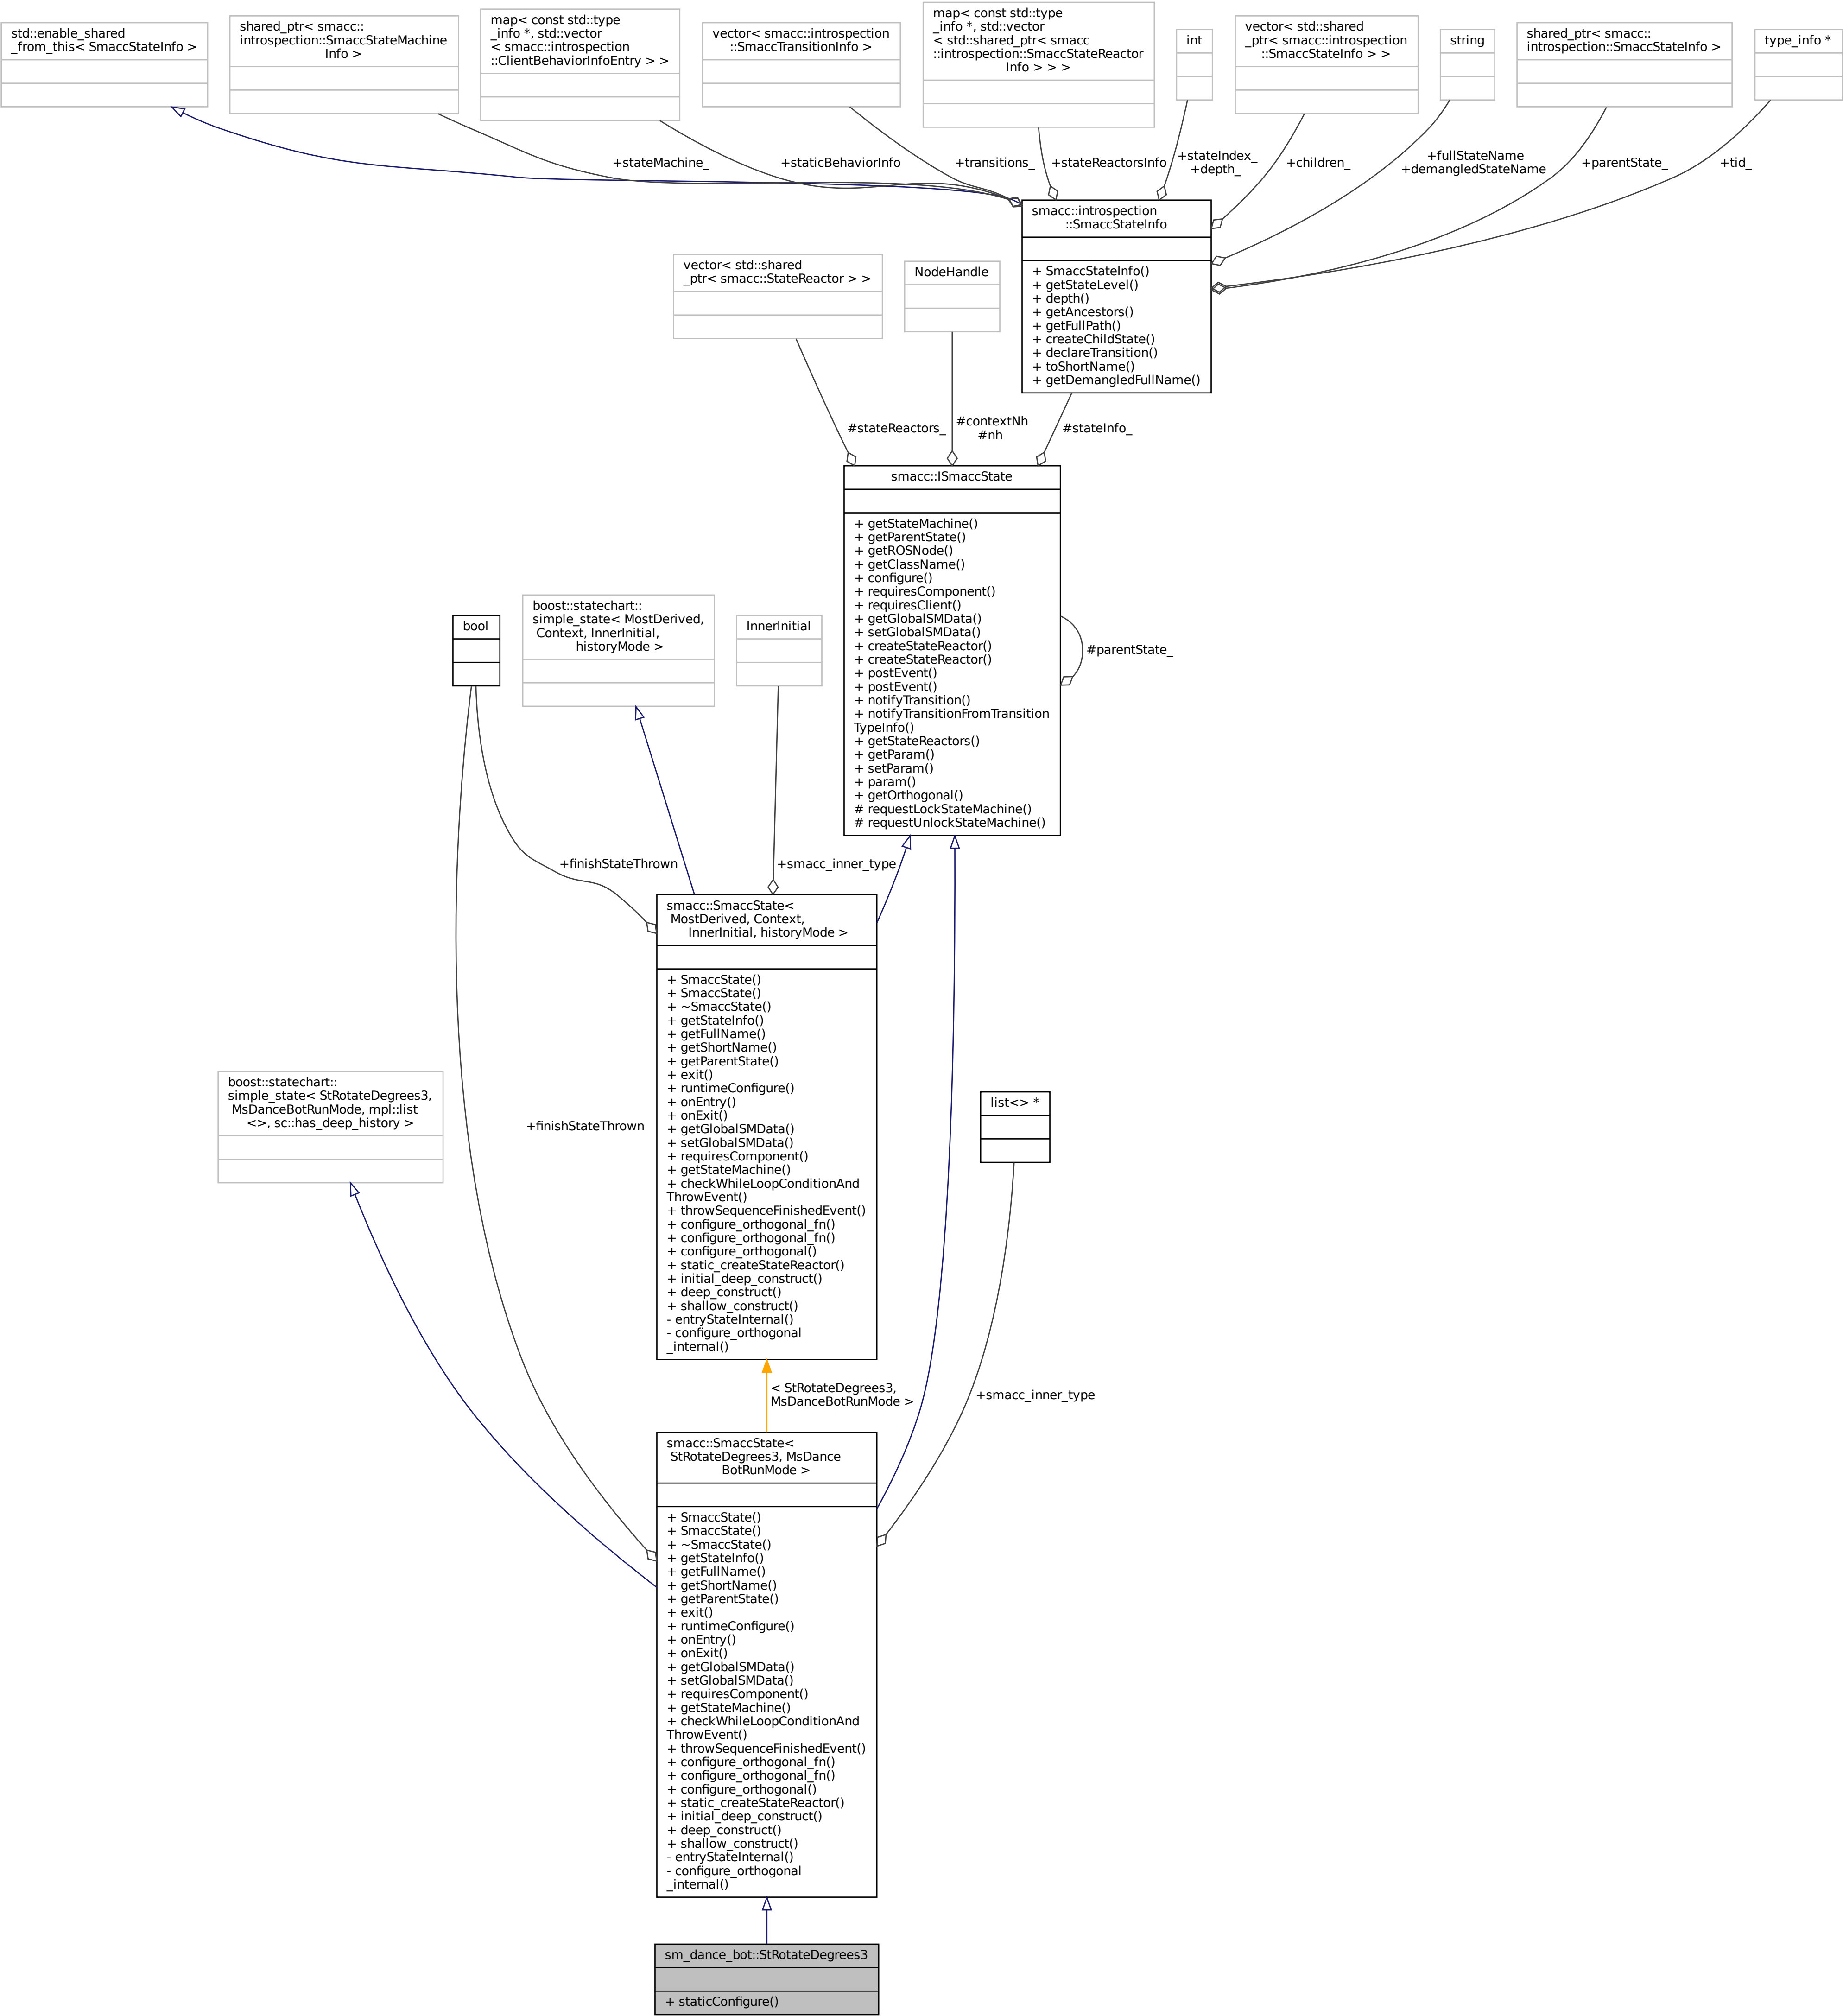 std::enable_shared
_from_this< SmaccStateInfo >
shared_ptr< smacc::
introspection::SmaccStateMachine
Info >
map< const std::type
_info *, std::vector
< smacc::introspection
::ClientBehaviorInfoEntry > >
vector< smacc::introspection
::SmaccTransitionInfo >
map< const std::type
_info *, std::vector
< std::shared_ptr< smacc
::introspection::SmaccStateReactor
Info > > >
int
vector< std::shared
_ptr< smacc::introspection
::SmaccStateInfo > >
string
shared_ptr< smacc::
introspection::SmaccStateInfo >
type_info *
+stateMachine_
+staticBehaviorInfo
+transitions_
+stateReactorsInfo
+stateIndex_
+depth_
+children_
+fullStateName
+demangledStateName
+parentState_
+tid_
smacc::introspection
::SmaccStateInfo
+ SmaccStateInfo()
+ getStateLevel()
+ depth()
+ getAncestors()
+ getFullPath()
+ createChildState()
+ declareTransition()
+ toShortName()
+ getDemangledFullName()
vector< std::shared
_ptr< smacc::StateReactor > >
NodeHandle
#stateReactors_
#contextNh
#nh
#stateInfo_
smacc::ISmaccState
+ getStateMachine()
+ getParentState()
+ getROSNode()
+ getClassName()
+ configure()
+ requiresComponent()
+ requiresClient()
+ getGlobalSMData()
+ setGlobalSMData()
+ createStateReactor()
+ createStateReactor()
+ postEvent()
+ postEvent()
+ notifyTransition()
+ notifyTransitionFromTransition
TypeInfo()
+ getStateReactors()
+ getParam()
+ setParam()
+ param()
+ getOrthogonal()
# requestLockStateMachine()
# requestUnlockStateMachine()
#parentState_
bool
boost::statechart::
simple_state< MostDerived,
Context, InnerInitial,
historyMode >
InnerInitial
+finishStateThrown
+smacc_inner_type
smacc::SmaccState<
MostDerived, Context,
InnerInitial, historyMode >
+ SmaccState()
+ SmaccState()
+ ~SmaccState()
+ getStateInfo()
+ getFullName()
+ getShortName()
+ getParentState()
+ exit()
+ runtimeConfigure()
+ onEntry()
+ onExit()
+ getGlobalSMData()
+ setGlobalSMData()
+ requiresComponent()
+ getStateMachine()
+ checkWhileLoopConditionAnd
ThrowEvent()
+ throwSequenceFinishedEvent()
+ configure_orthogonal_fn()
+ configure_orthogonal_fn()
+ configure_orthogonal()
+ static_createStateReactor()
+ initial_deep_construct()
+ deep_construct()
+ shallow_construct()
- entryStateInternal()
- configure_orthogonal
_internal()
boost::statechart::
simple_state< StRotateDegrees3,
MsDanceBotRunMode, mpl::list
<>, sc::has_deep_history >
+finishStateThrown
list<> *
< StRotateDegrees3,
MsDanceBotRunMode >
+smacc_inner_type
smacc::SmaccState<
StRotateDegrees3, MsDance
BotRunMode >
+ SmaccState()
+ SmaccState()
+ ~SmaccState()
+ getStateInfo()
+ getFullName()
+ getShortName()
+ getParentState()
+ exit()
+ runtimeConfigure()
+ onEntry()
+ onExit()
+ getGlobalSMData()
+ setGlobalSMData()
+ requiresComponent()
+ getStateMachine()
+ checkWhileLoopConditionAnd
ThrowEvent()
+ throwSequenceFinishedEvent()
+ configure_orthogonal_fn()
+ configure_orthogonal_fn()
+ configure_orthogonal()
+ static_createStateReactor()
+ initial_deep_construct()
+ deep_construct()
+ shallow_construct()
- entryStateInternal()
- configure_orthogonal
_internal()
sm_dance_bot::StRotateDegrees3
+ staticConfigure()